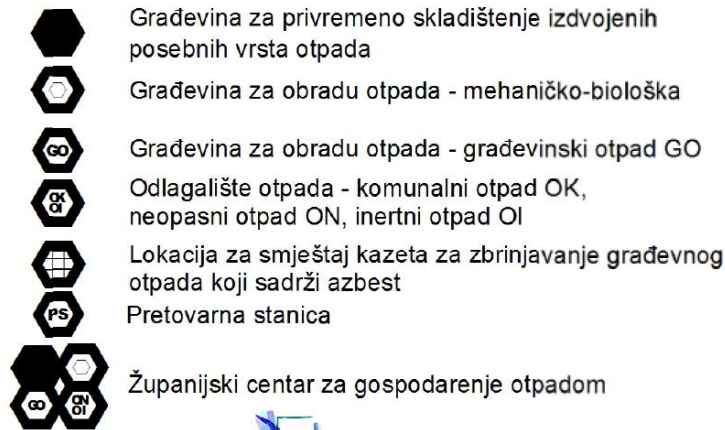 Građevina za privremeno skladištenje izdvojenih
posebnih vrsta otpada
Građevina za obradu otpada - mehaničko-biološka
GO Građevina za obradu otpada - građevinski otpad GO
OK
OI
Odlagalište otpada - komunalni otpad OK,
neopasni otpad ON, inertni otpad OI
Lokacija za smještaj kazeta za zbrinjavanje građevnog
otpada koji sadrži azbest
PS Pretovarna stanica
GO
ON
OI
Županijski centar za gospodarenje otpadom